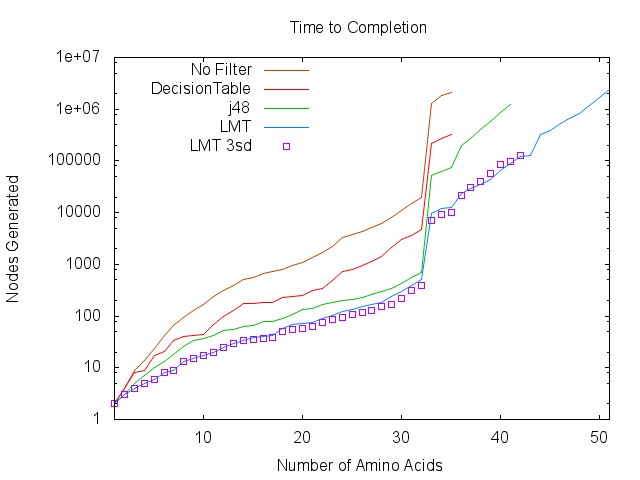 Time to Completion
1e+07
1e+06
100000
10000
1000
100
10
1
Nodes Generated
No Filter
DecisionTable
j48
LMT
LMT 3sd
10 20 30 40 50
Number of Amino Acids